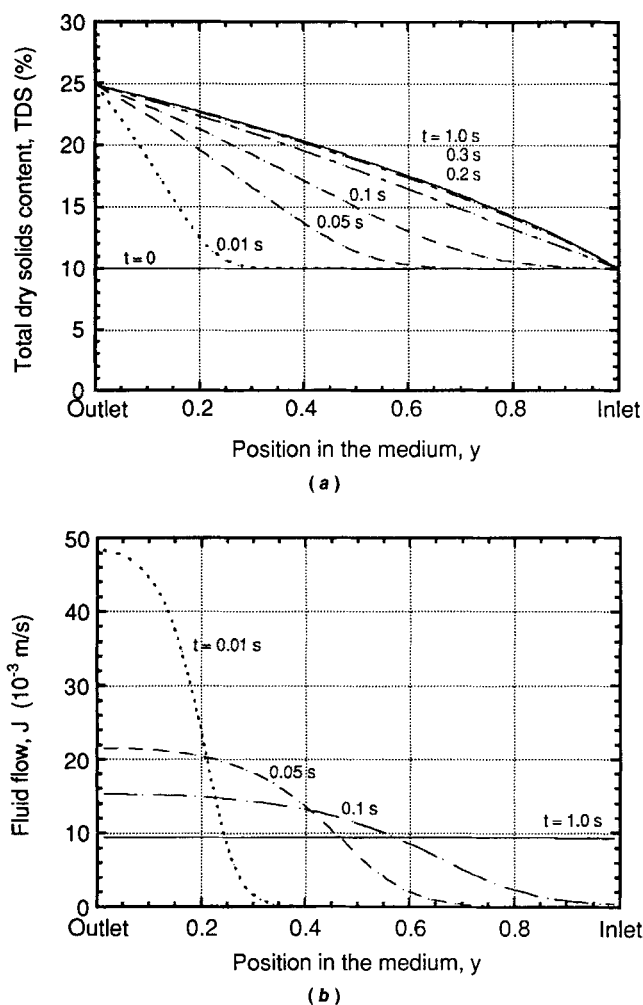 30
25
20
15
10
5
0
Total dry solids content, TDS (%)
t = 1.0 s
0.3 s
0.2 s
0.1 s
0.05 s
0.01 s
t = 0
Outlet 0.2 0.4 0.6 0.8 Inlet
Position in the medium, y
(a)
50
40
30
20
10
0
Fluid flow, J (10⁻³ m/s)
t = 0.01 s
0.05 s
0.1 s
t = 1.0 s
Outlet 0.2 0.4 0.6 0.8 Inlet
Position in the medium, y
(b)